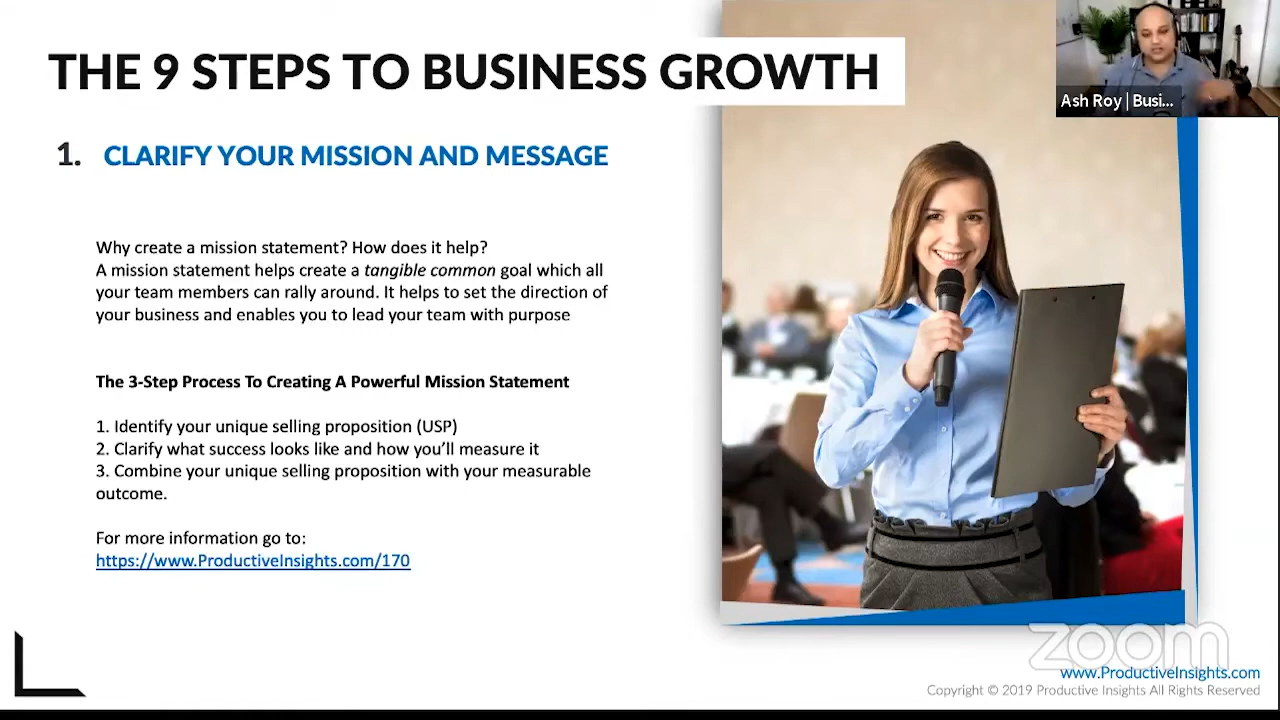 THE 9 STEPS TO BUSINESS GROWTH
Ash Roy | Busi...
1. CLARIFY YOUR MISSION AND MESSAGE
Why create a mission statement? How does it help?
A mission statement helps create a tangible common goal which all
your team members can rally around. It helps to set the direction of
your business and enables you to lead your team with purpose
The 3-Step Process To Creating A Powerful Mission Statement
1. Identify your unique selling proposition (USP)
2. Clarify what success looks like and how you'll measure it
3. Combine your unique selling proposition with your measurable
outcome.
For more information go to:
https://www.ProductiveInsights.com/170
zoom
www.ProductiveInsights.com
Copyright © 2019 Productive Insights All Rights Reserved